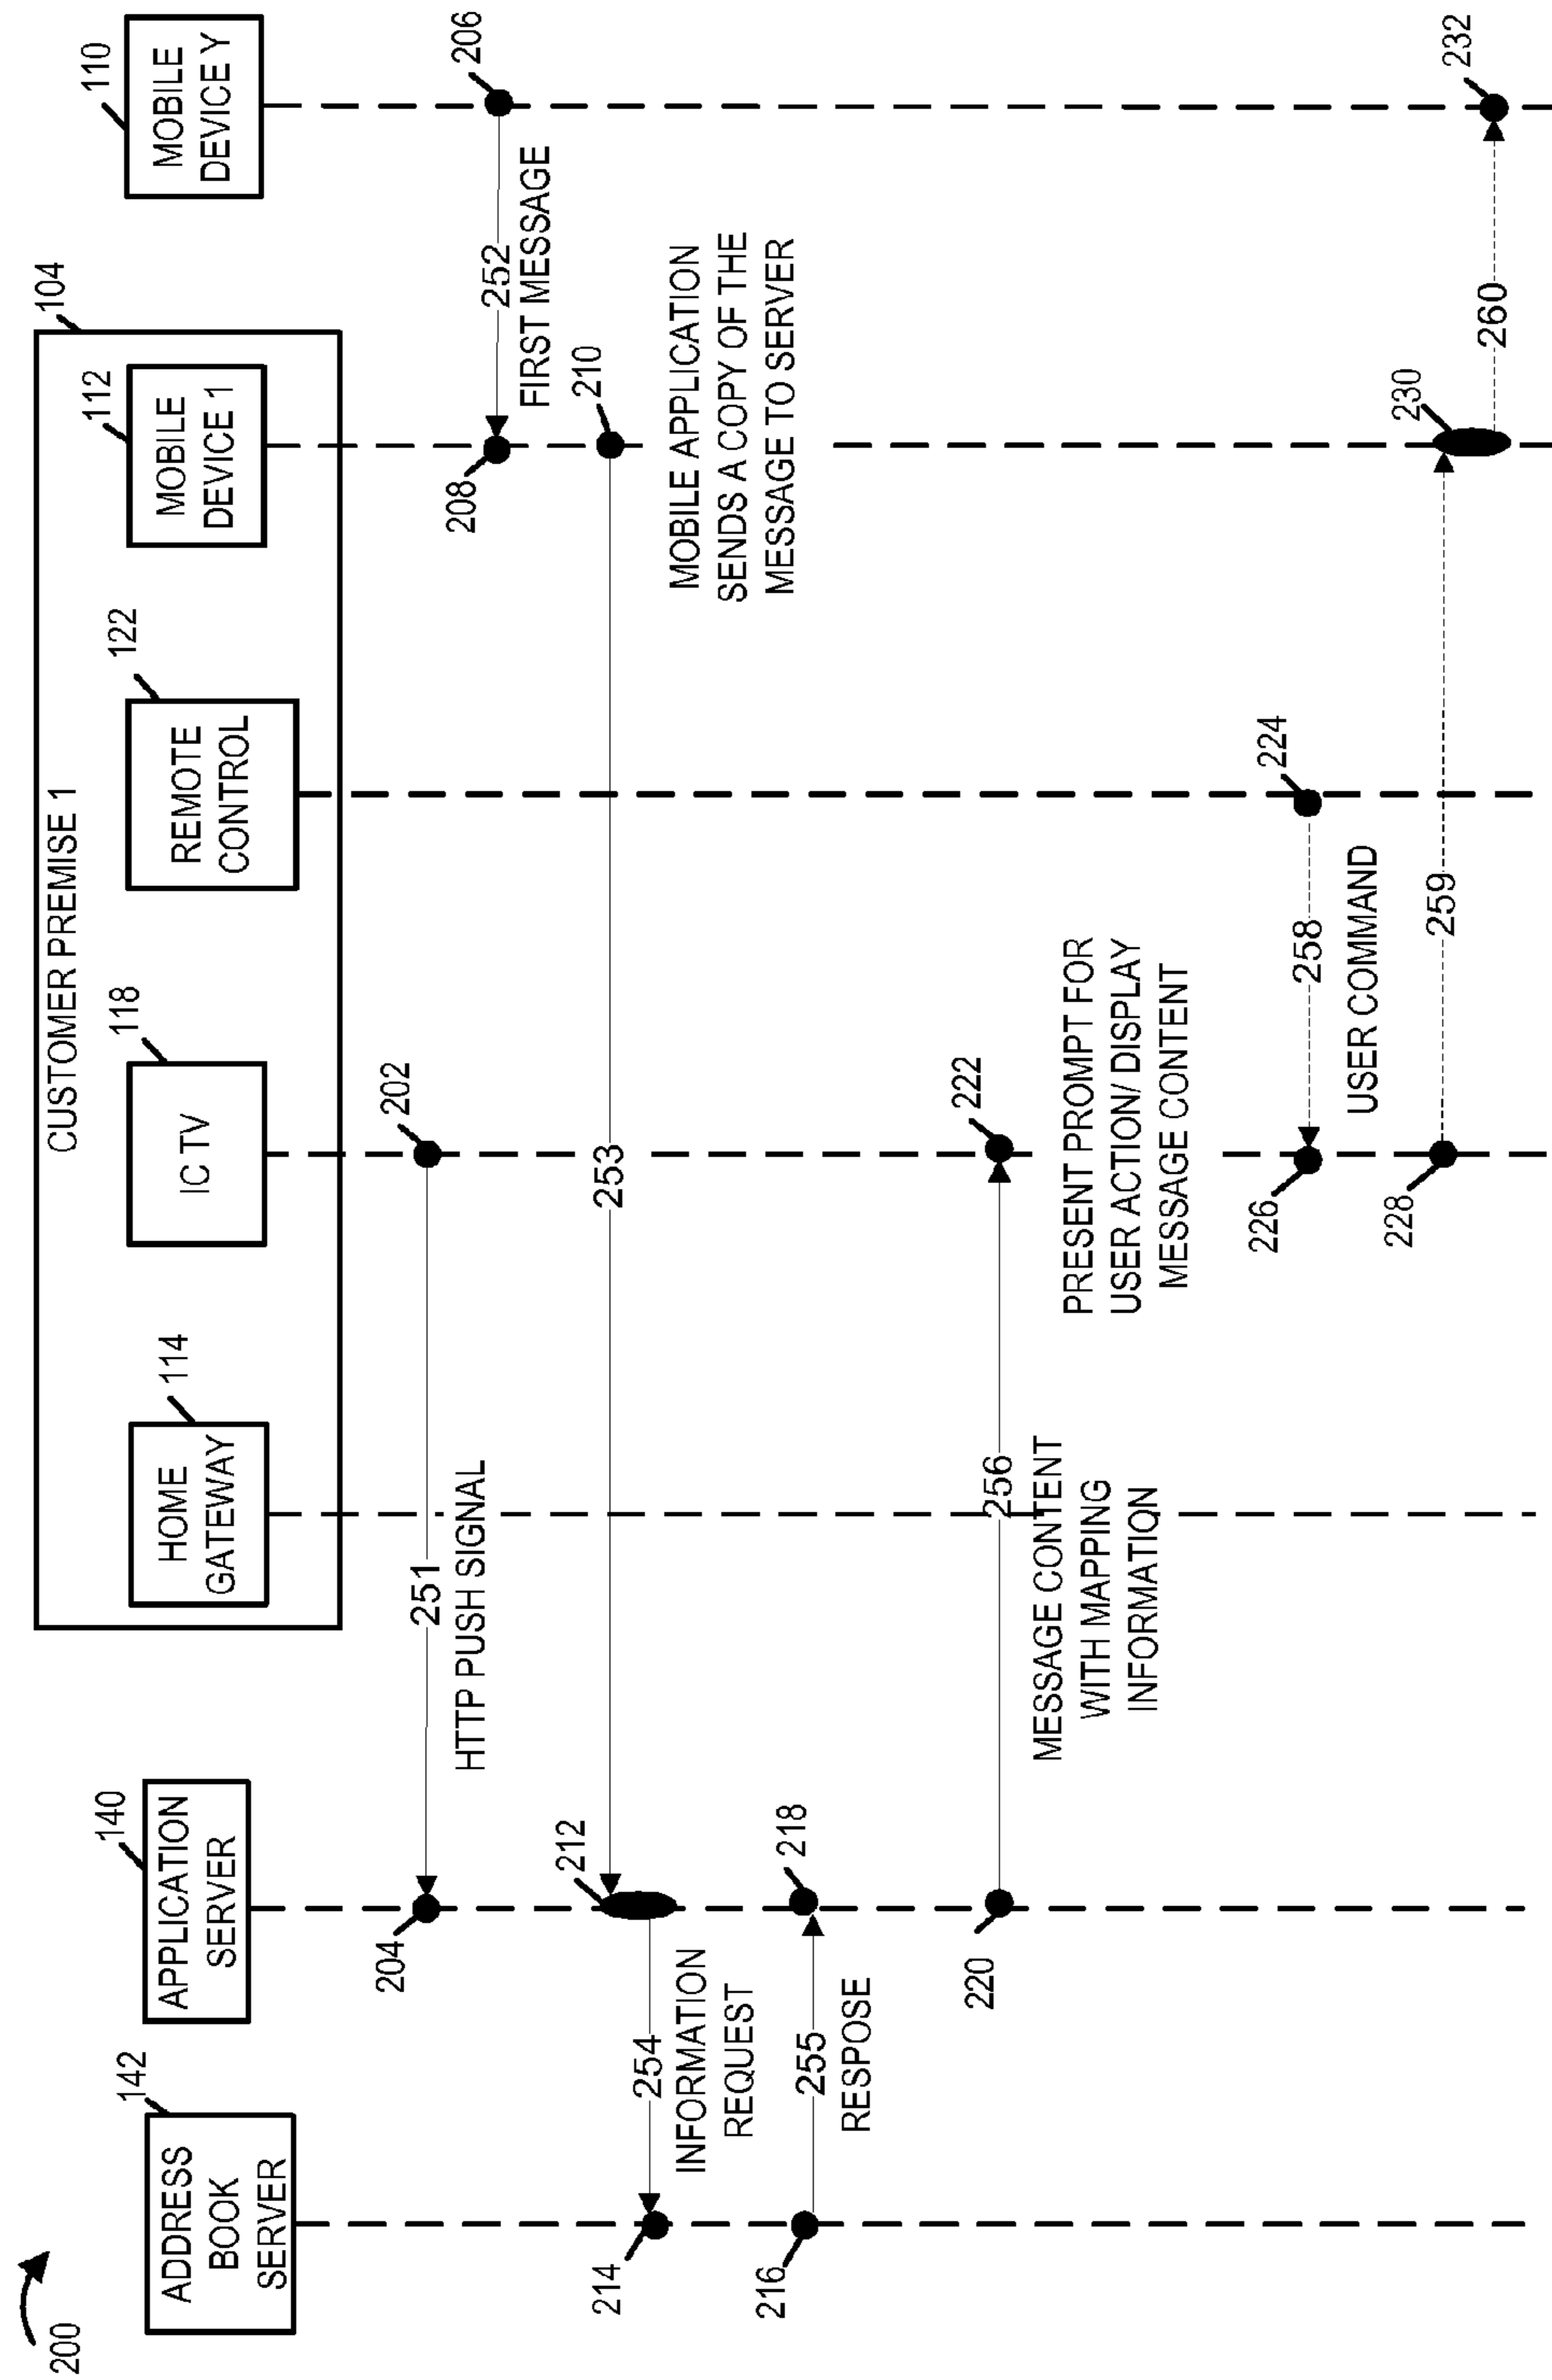 200
CUSTOMER PREMISE 1
104
142
ADDRESS
BOOK
SERVER
140
APPLICATION
SERVER
114
HOME
GATEWAY
118
IC TV
122
REMOTE
CONTROL
112
MOBILE
DEVICE 1
110
MOBILE
DEVICE Y
204
251
HTTP PUSH SIGNAL
202
208
252
FIRST MESSAGE
206
212
253
210
MOBILE APPLICATION
SENDS A COPY OF THE
MESSAGE TO SERVER
214
254
INFORMATION
REQUEST
216
255
RESPOSE
218
220
256
MESSAGE CONTENT
WITH MAPPING
INFORMATION
222
PRESENT PROMPT FOR
USER ACTION/ DISPLAY
MESSAGE CONTENT
226
258
USER COMMAND
224
228
259
230
260
232